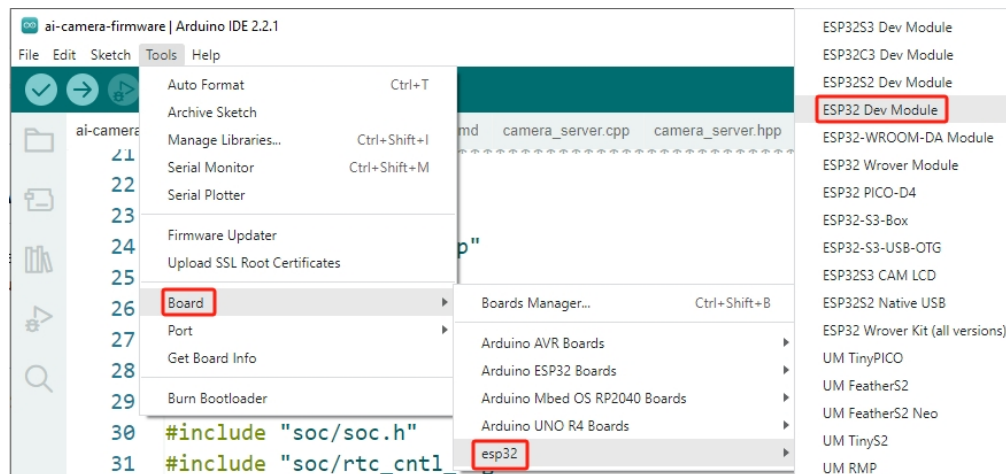 ai-camera-firmware | Arduino IDE 2.2.1
File Edit Sketch Tools Help
Auto Format Ctrl+T
Archive Sketch
Manage Libraries... Ctrl+Shift+I
Serial Monitor Ctrl+Shift+M
Serial Plotter
Firmware Updater
Upload SSL Root Certificates
Board
Port
Get Board Info
Burn Bootloader
ai-camera
md camera_server.cpp camera_server.hpp
21
22
23
24 p"
25
26
27
28
29
30 #include "soc/soc.h"
31 #include "soc/rtc_cntl_
Boards Manager... Ctrl+Shift+B
Arduino AVR Boards
Arduino ESP32 Boards
Arduino Mbed OS RP2040 Boards
Arduino UNO R4 Boards
esp32
ESP32S3 Dev Module
ESP32C3 Dev Module
ESP32S2 Dev Module
ESP32 Dev Module
ESP32-WROOM-DA Module
ESP32 Wrover Module
ESP32 PICO-D4
ESP32-S3-Box
ESP32-S3-USB-OTG
ESP32S3 CAM LCD
ESP32S2 Native USB
ESP32 Wrover Kit (all versions)
UM TinyPICO
UM FeatherS2
UM FeatherS2 Neo
UM TinyS2
UM RMP